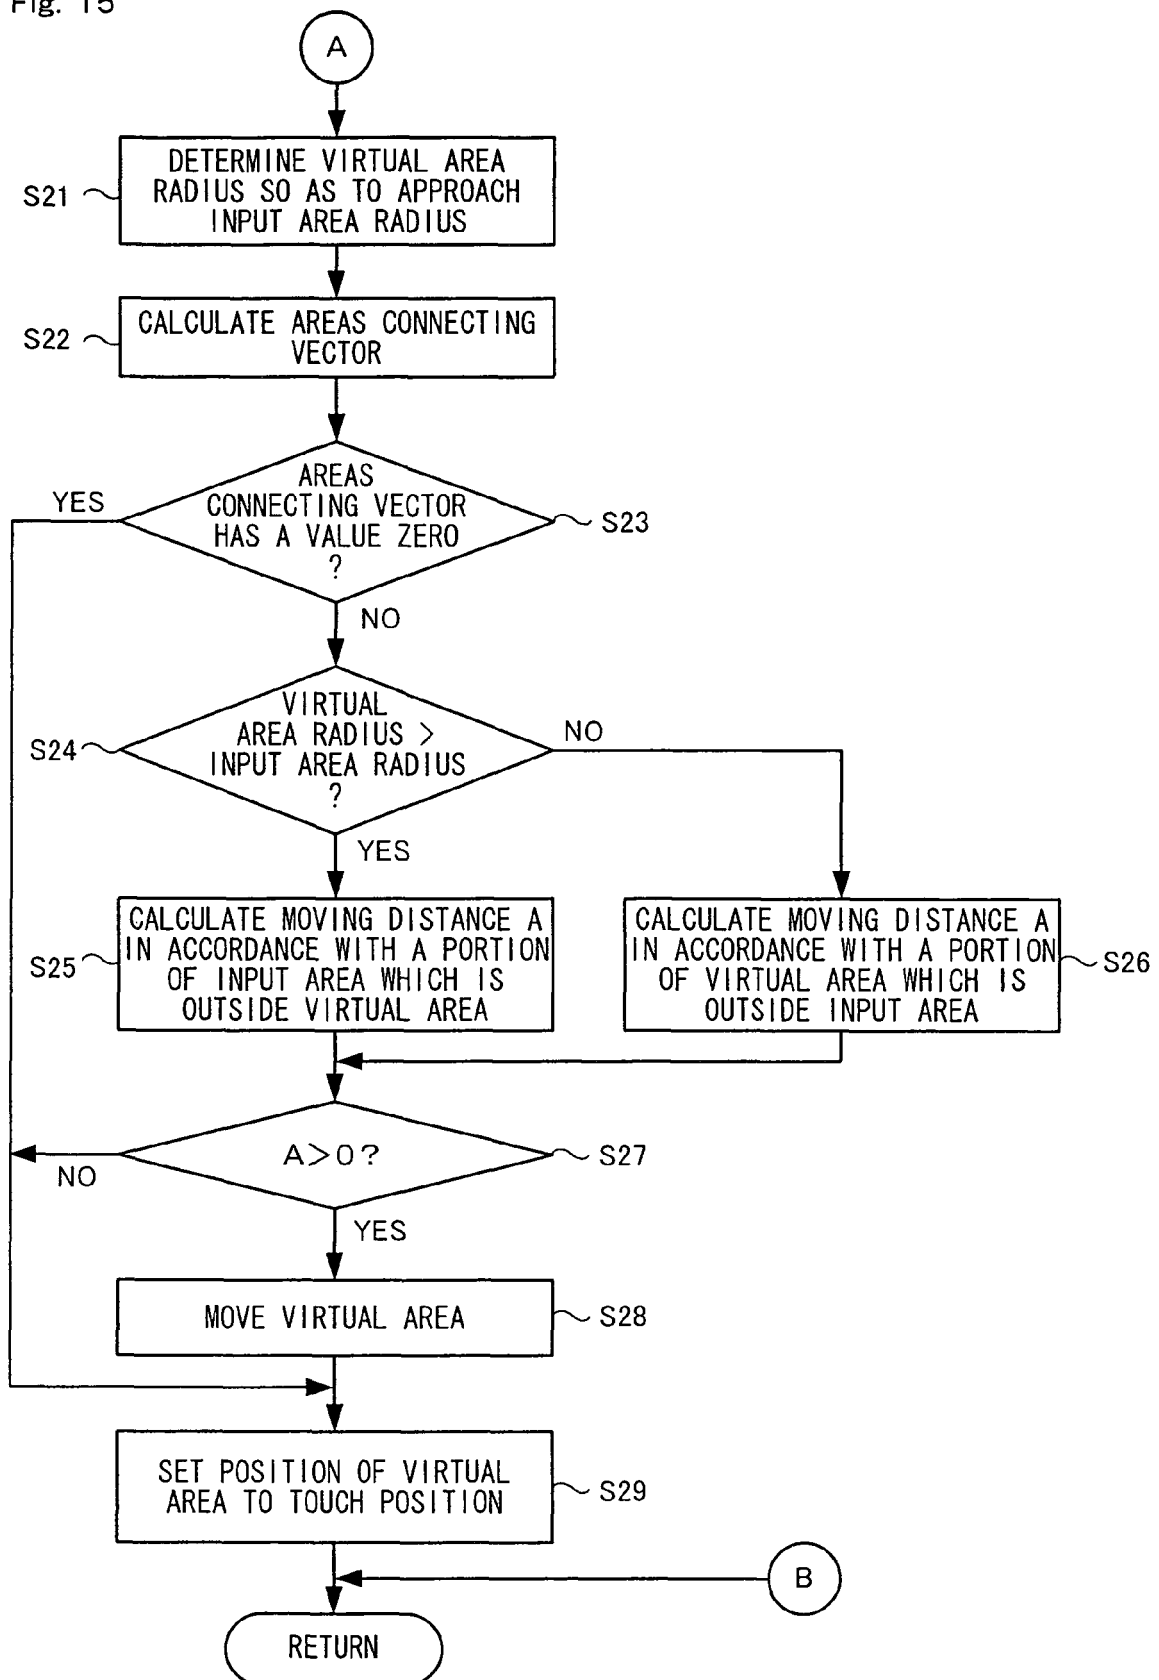 Fig. 15
A
DETERMINE VIRTUAL AREA
RADIUS SO AS TO APPROACH
INPUT AREA RADIUS
S21
CALCULATE AREAS CONNECTING
VECTOR
S22
AREAS
CONNECTING VECTOR
HAS A VALUE ZERO
?
YES
S23
NO
VIRTUAL
AREA RADIUS >
INPUT AREA RADIUS
?
S24
NO
YES
CALCULATE MOVING DISTANCE A
IN ACCORDANCE WITH A PORTION
OF INPUT AREA WHICH IS
OUTSIDE VIRTUAL AREA
S25
CALCULATE MOVING DISTANCE A
IN ACCORDANCE WITH A PORTION
OF VIRTUAL AREA WHICH IS
OUTSIDE INPUT AREA
S26
A>0?
S27
NO
YES
MOVE VIRTUAL AREA
S28
SET POSITION OF VIRTUAL
AREA TO TOUCH POSITION
S29
B
RETURN